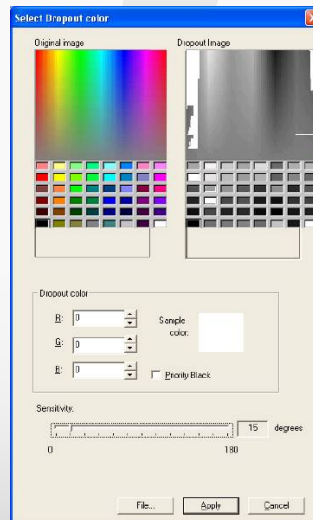 Select Dropout color
Original image
Dropout Image
Dropout color
R: 0
G: 0
B: 0
Sample color:
Priority Black
Sensitivity:
15 degrees
0 180
File... Apply Cancel